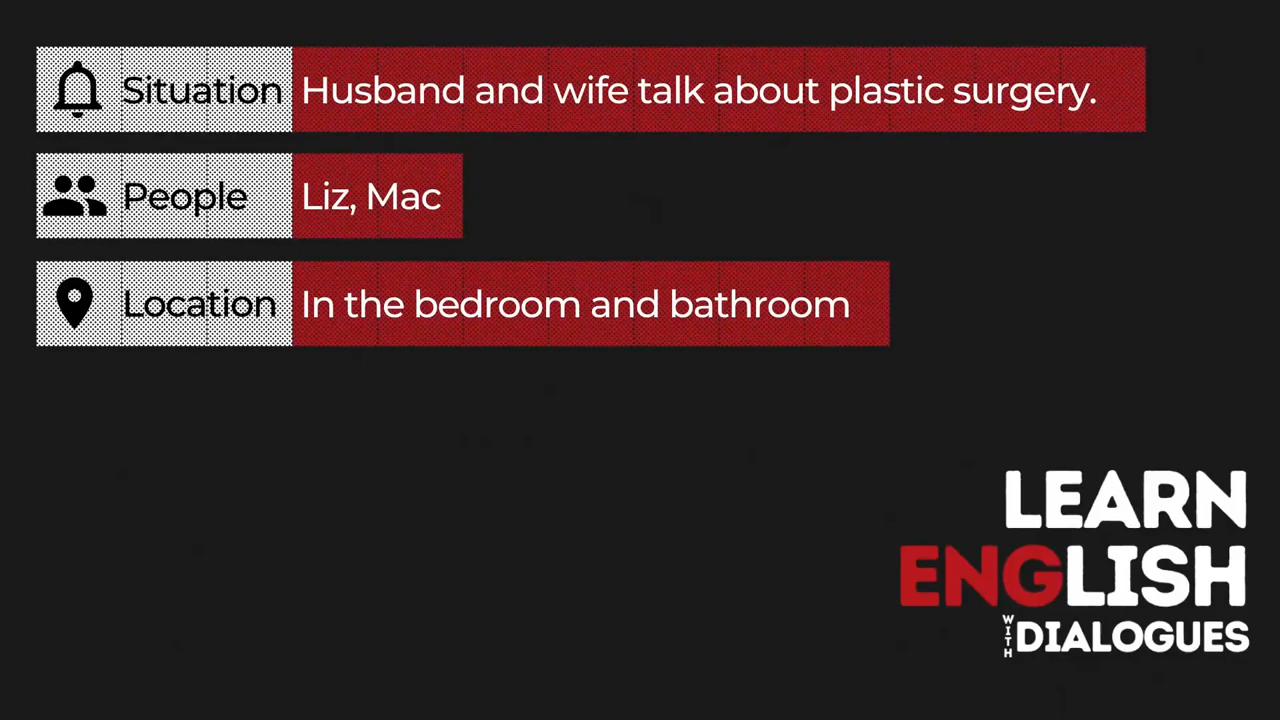 Situation Husband and wife talk about plastic surgery.
People Liz, Mac
Location In the bedroom and bathroom
LEARN
ENGLISH
WITH DIALOGUES